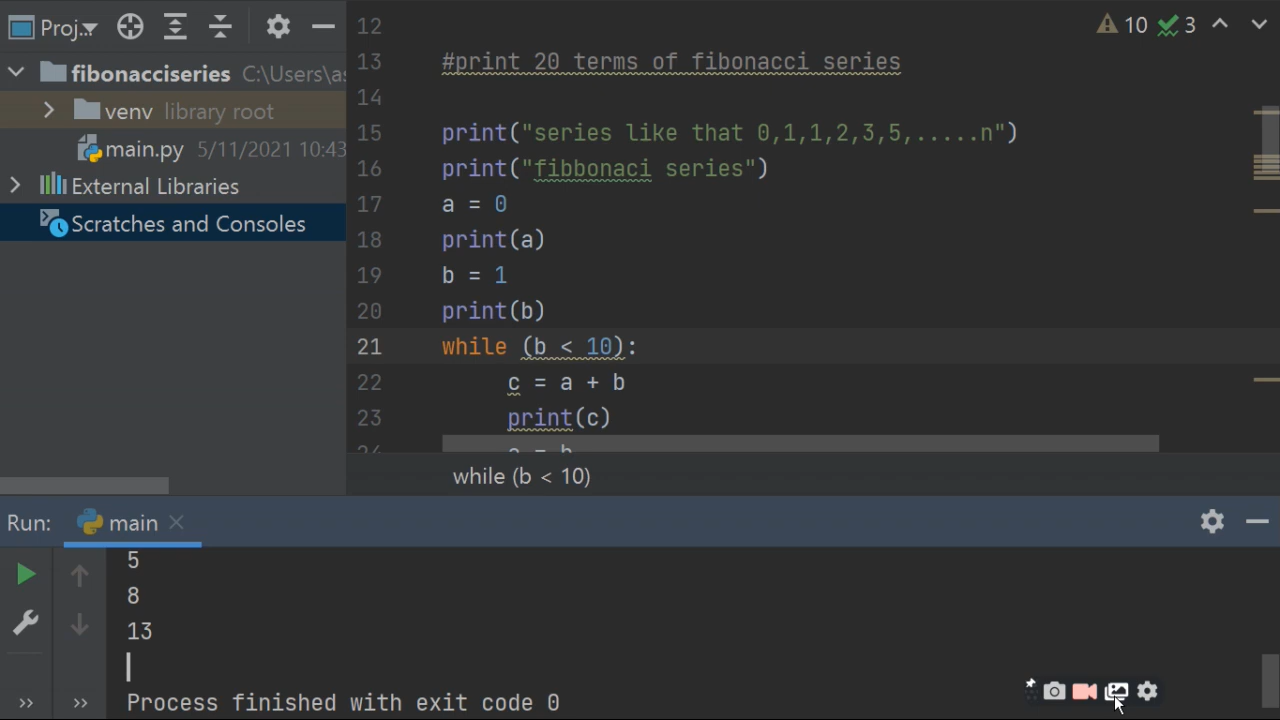 Proj...
10 3
fibonacciseries C:\Users\as
venv library root
main.py 5/11/2021 10:43
External Libraries
Scratches and Consoles
12
13 #print 20 terms of fibonacci series
14
15 print("series like that 0,1,1,2,3,5,.....n")
16 print("fibbonaci series")
17 a = 0
18 print(a)
19 b = 1
20 print(b)
21 while (b < 10):
22 c = a + b
23 print(c)
24 a = b
while (b < 10)
Run: main
5
8
13
Process finished with exit code 0